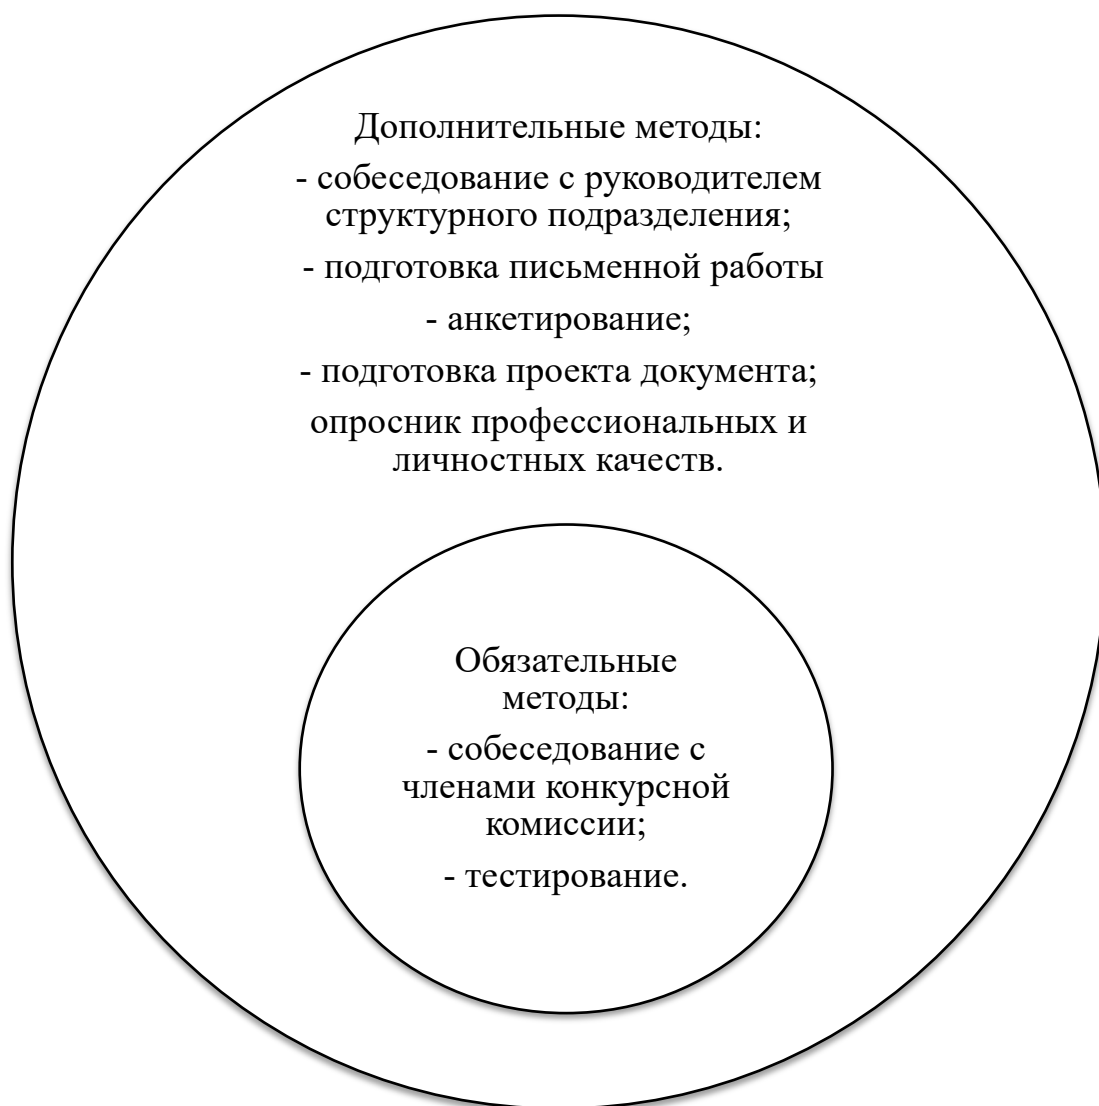 Дополнительные методы:
- собеседование с руководителем
структурного подразделения;
- подготовка письменной работы
- анкетирование;
- подготовка проекта документа;
опросник профессиональных и
личностных качеств.
Обязательные
методы:
- собеседование с
членами конкурсной
комиссии;
- тестирование.